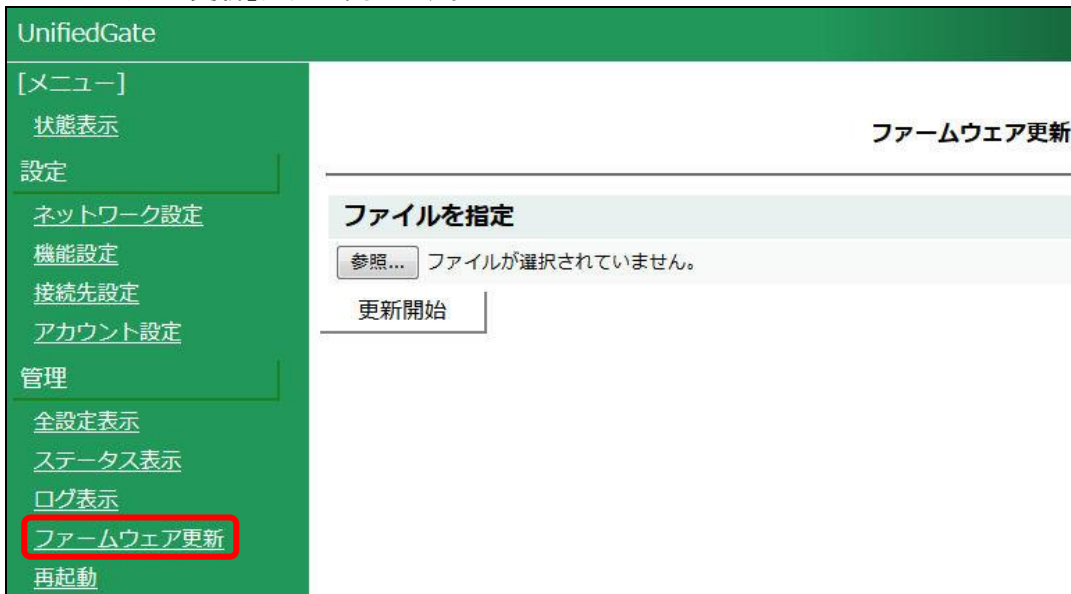 UnifiedGate
[メニュー]
状態表示
設定
ネットワーク設定
機能設定
接続先設定
アカウント設定
管理
全設定表示
ステータス表示
ログ表示
ファームウェア更新
再起動
ファームウェア更新
ファイルを指定
参照... ファイルが選択されていません。
更新開始